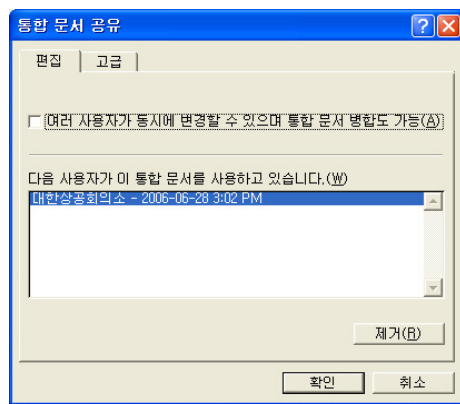 통합 문서 공유
편집 고급
여러 사용자가 동시에 변경할 수 있으며 통합 문서 병합도 가능(A)
다음 사용자가 이 통합 문서를 사용하고 있습니다.(W)
대한상공회의소 - 2006-06-28 3:02 PM
제거(R)
확인 취소